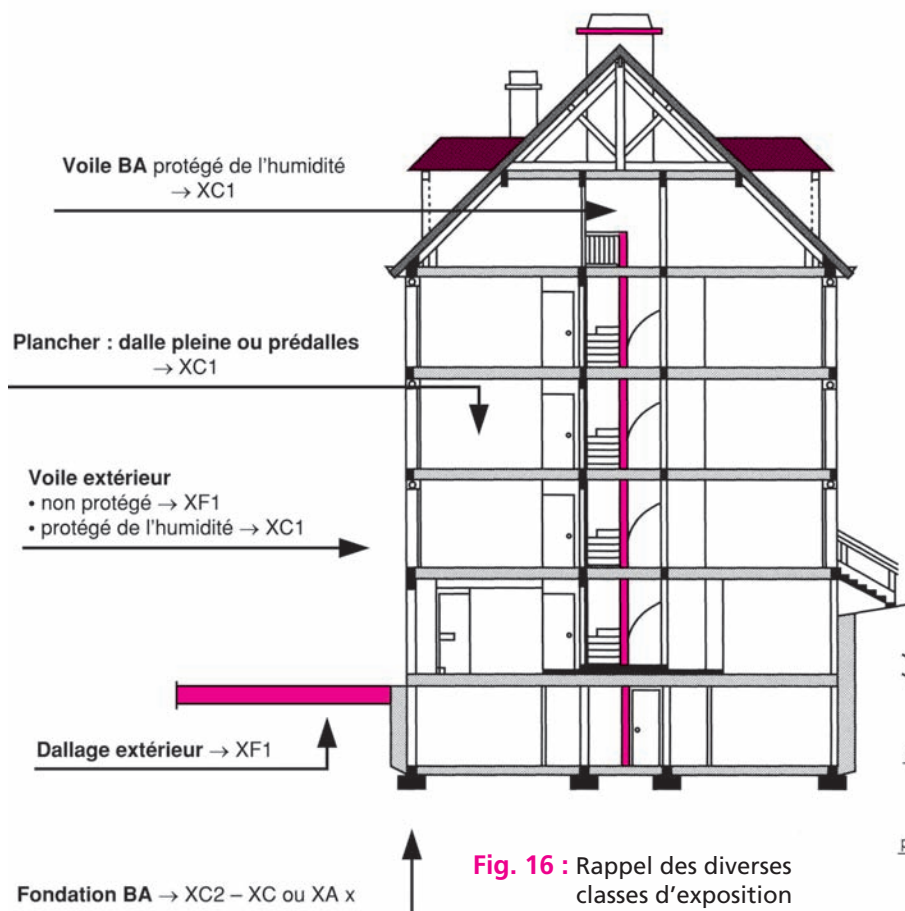 Voile BA protégé de l'humidité
→ XC1
Plancher : dalle pleine ou prédalles
→ XC1
Voile extérieur
• non protégé → XF1
• protégé de l'humidité → XC1
Dallage extérieur → XF1
Fondation BA → XC2 – XC ou XA x
Fig. 16 : Rappel des diverses
classes d'exposition